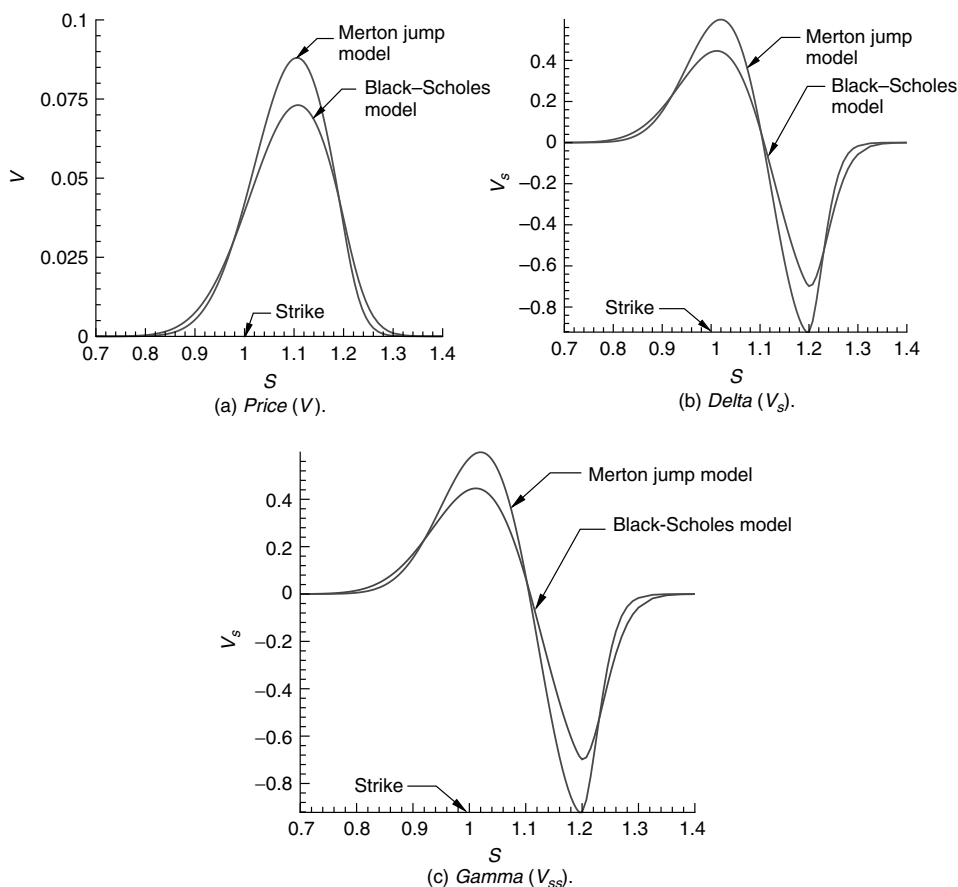 0.1
0.075
0.05
0.025
0
V
Merton jump
model
Black–Scholes
model
Strike
0.7 0.8 0.9 1 1.1 1.2 1.3 1.4
S
(a) Price (V).
0.4
0.2
0
−0.2
−0.4
−0.6
−0.8
Vs
Merton jump
model
Black–Scholes
model
Strike
0.7 0.8 0.9 1 1.1 1.2 1.3 1.4
S
(b) Delta (Vs).
0.4
0.2
0
−0.2
−0.4
−0.6
−0.8
Vs
Merton jump model
Black-Scholes model
Strike
0.7 0.8 0.9 1 1.1 1.2 1.3 1.4
S
(c) Gamma (Vss).